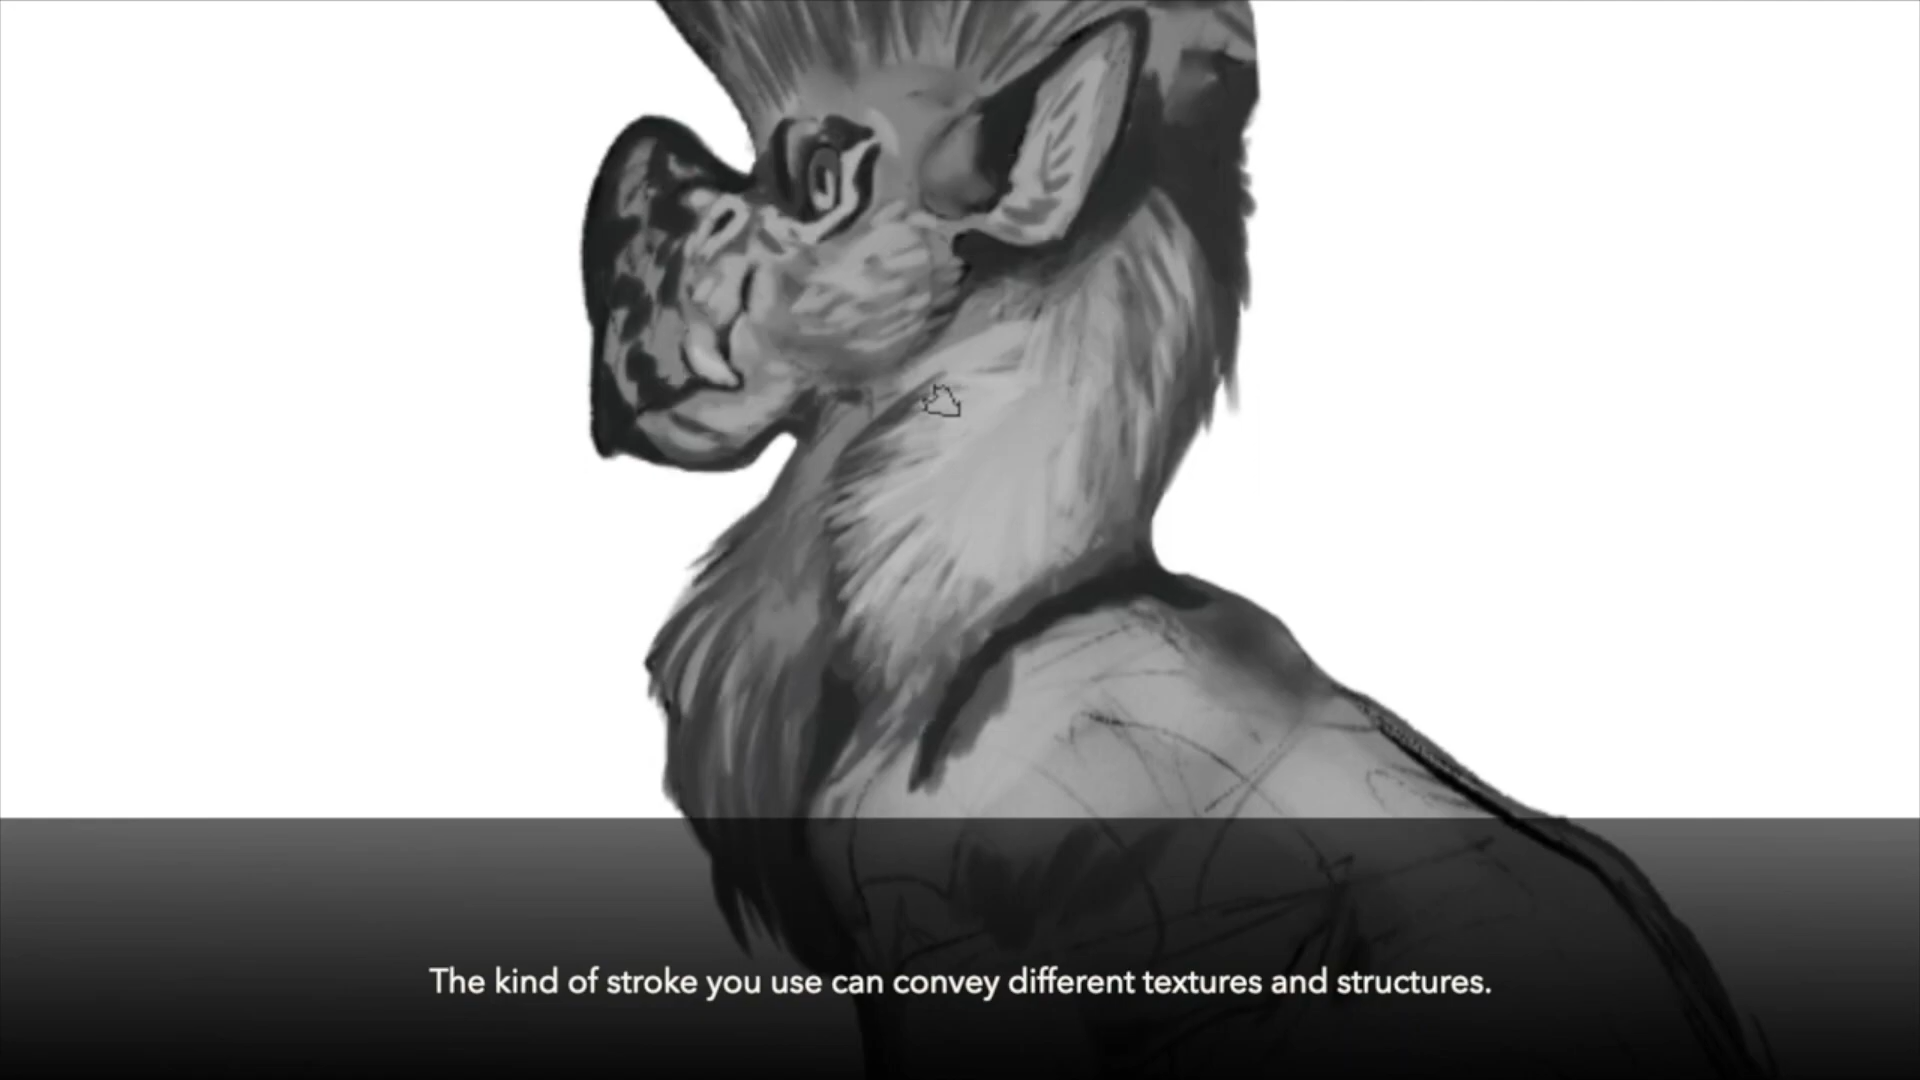 The kind of stroke you use can convey different textures and structures.